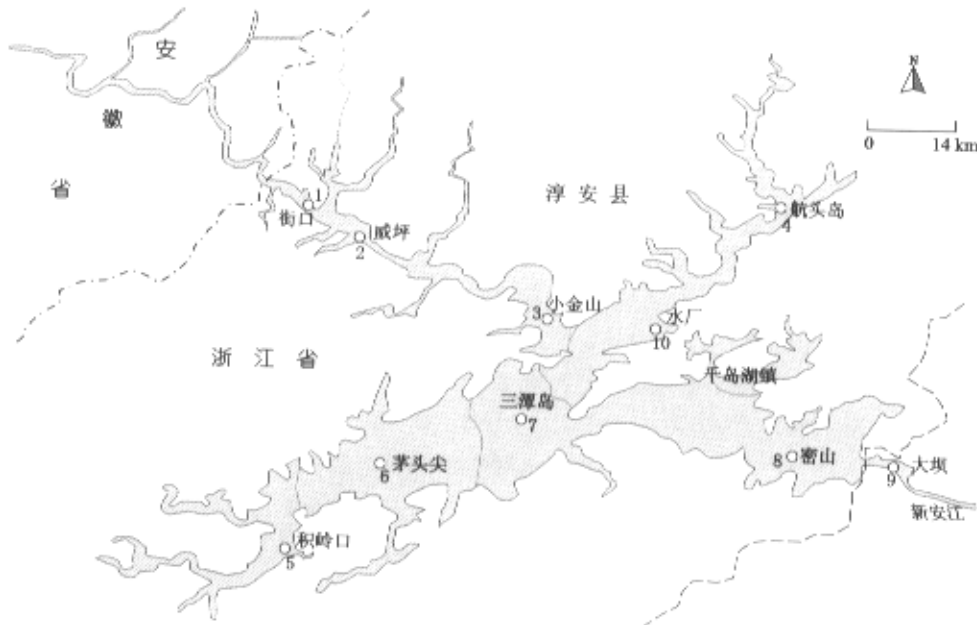 安
徽
省
N
0 14 km
淳安县
1
街口
威坪
2
航头岛
4
小金山
3
水厂
10
浙江省
千岛湖镇
三潭岛
7
茅头尖
6
密山
8
大坝
9
新安江
积岭口
5